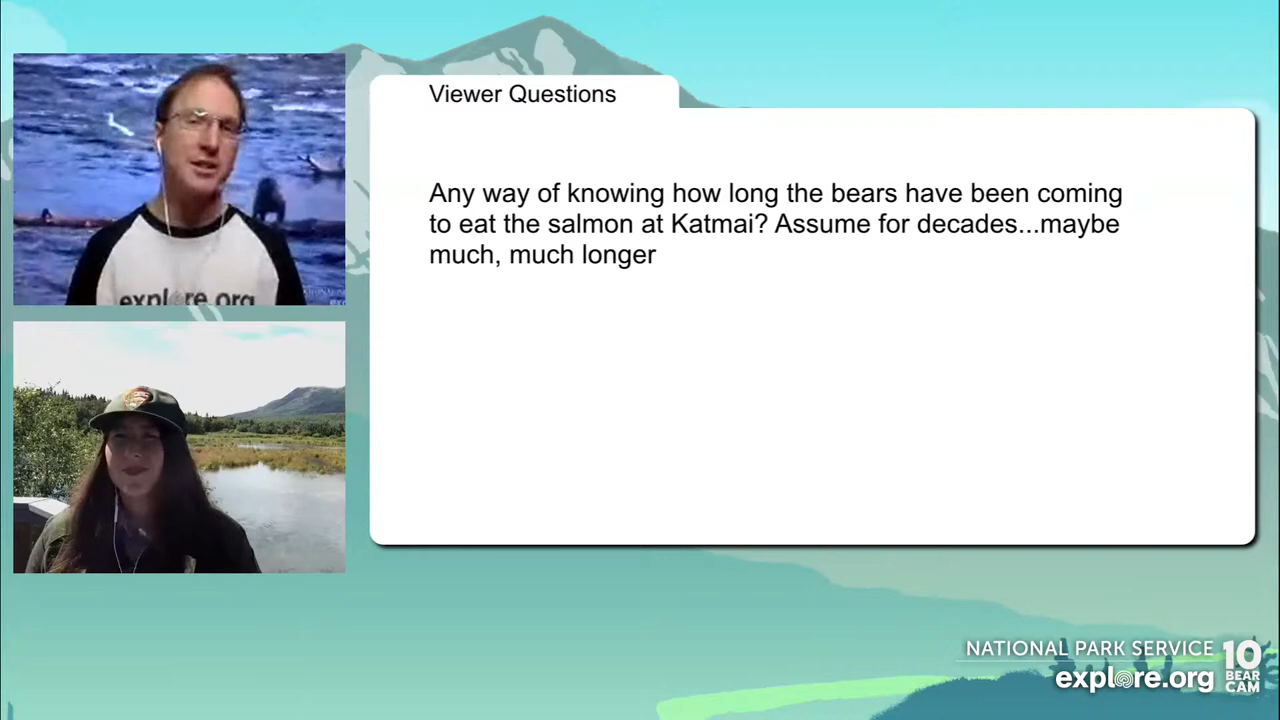 Viewer Questions
Any way of knowing how long the bears have been coming
to eat the salmon at Katmai? Assume for decades...maybe
much, much longer
explore.org
NATIONAL PARK SERVICE
explore.org
10
BEAR
CAM